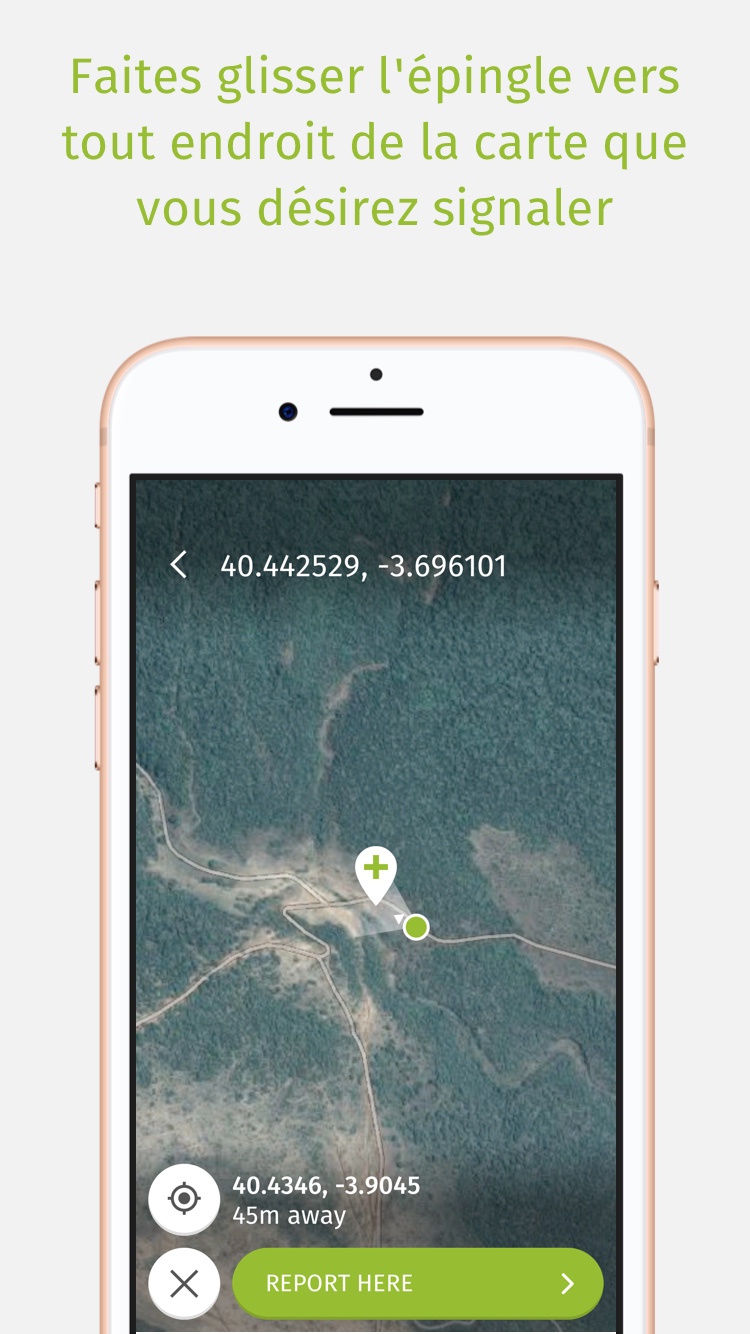 Faites glisser l'épingle vers
tout endroit de la carte que
vous désirez signaler
40.442529, -3.696101
40.4346, -3.9045
45m away
REPORT HERE